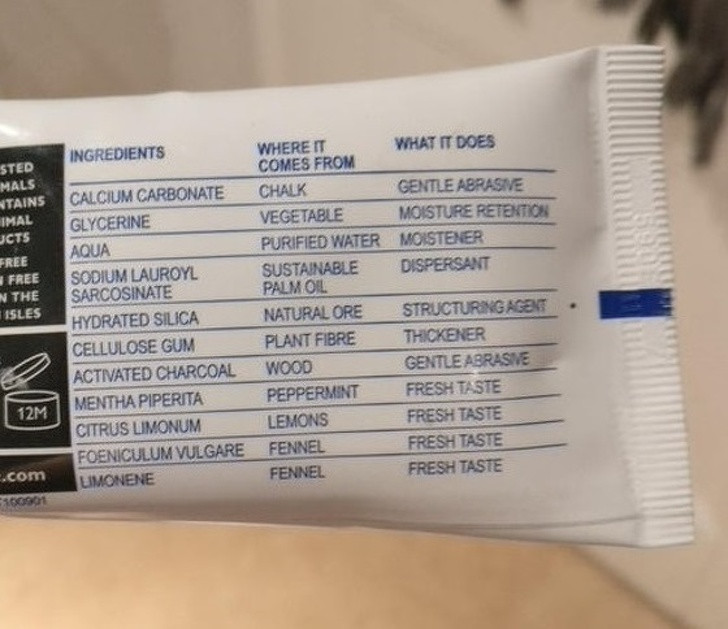 STED
MALS
NTAINS
IMAL
UCTS
FREE
FREE
N THE
ISLES
12M
.com
100901
INGREDIENTS WHERE IT COMES FROM WHAT IT DOES
CALCIUM CARBONATE CHALK GENTLE ABRASIVE
GLYCERINE VEGETABLE MOISTURE RETENTION
AQUA PURIFIED WATER MOISTENER
SODIUM LAUROYL SARCOSINATE SUSTAINABLE PALM OIL DISPERSANT
HYDRATED SILICA NATURAL ORE STRUCTURING AGENT
CELLULOSE GUM PLANT FIBRE THICKENER
ACTIVATED CHARCOAL WOOD GENTLE ABRASIVE
MENTHA PIPERITA PEPPERMINT FRESH TASTE
CITRUS LIMONUM LEMONS FRESH TASTE
FOENICULUM VULGARE FENNEL FRESH TASTE
LIMONENE FENNEL FRESH TASTE